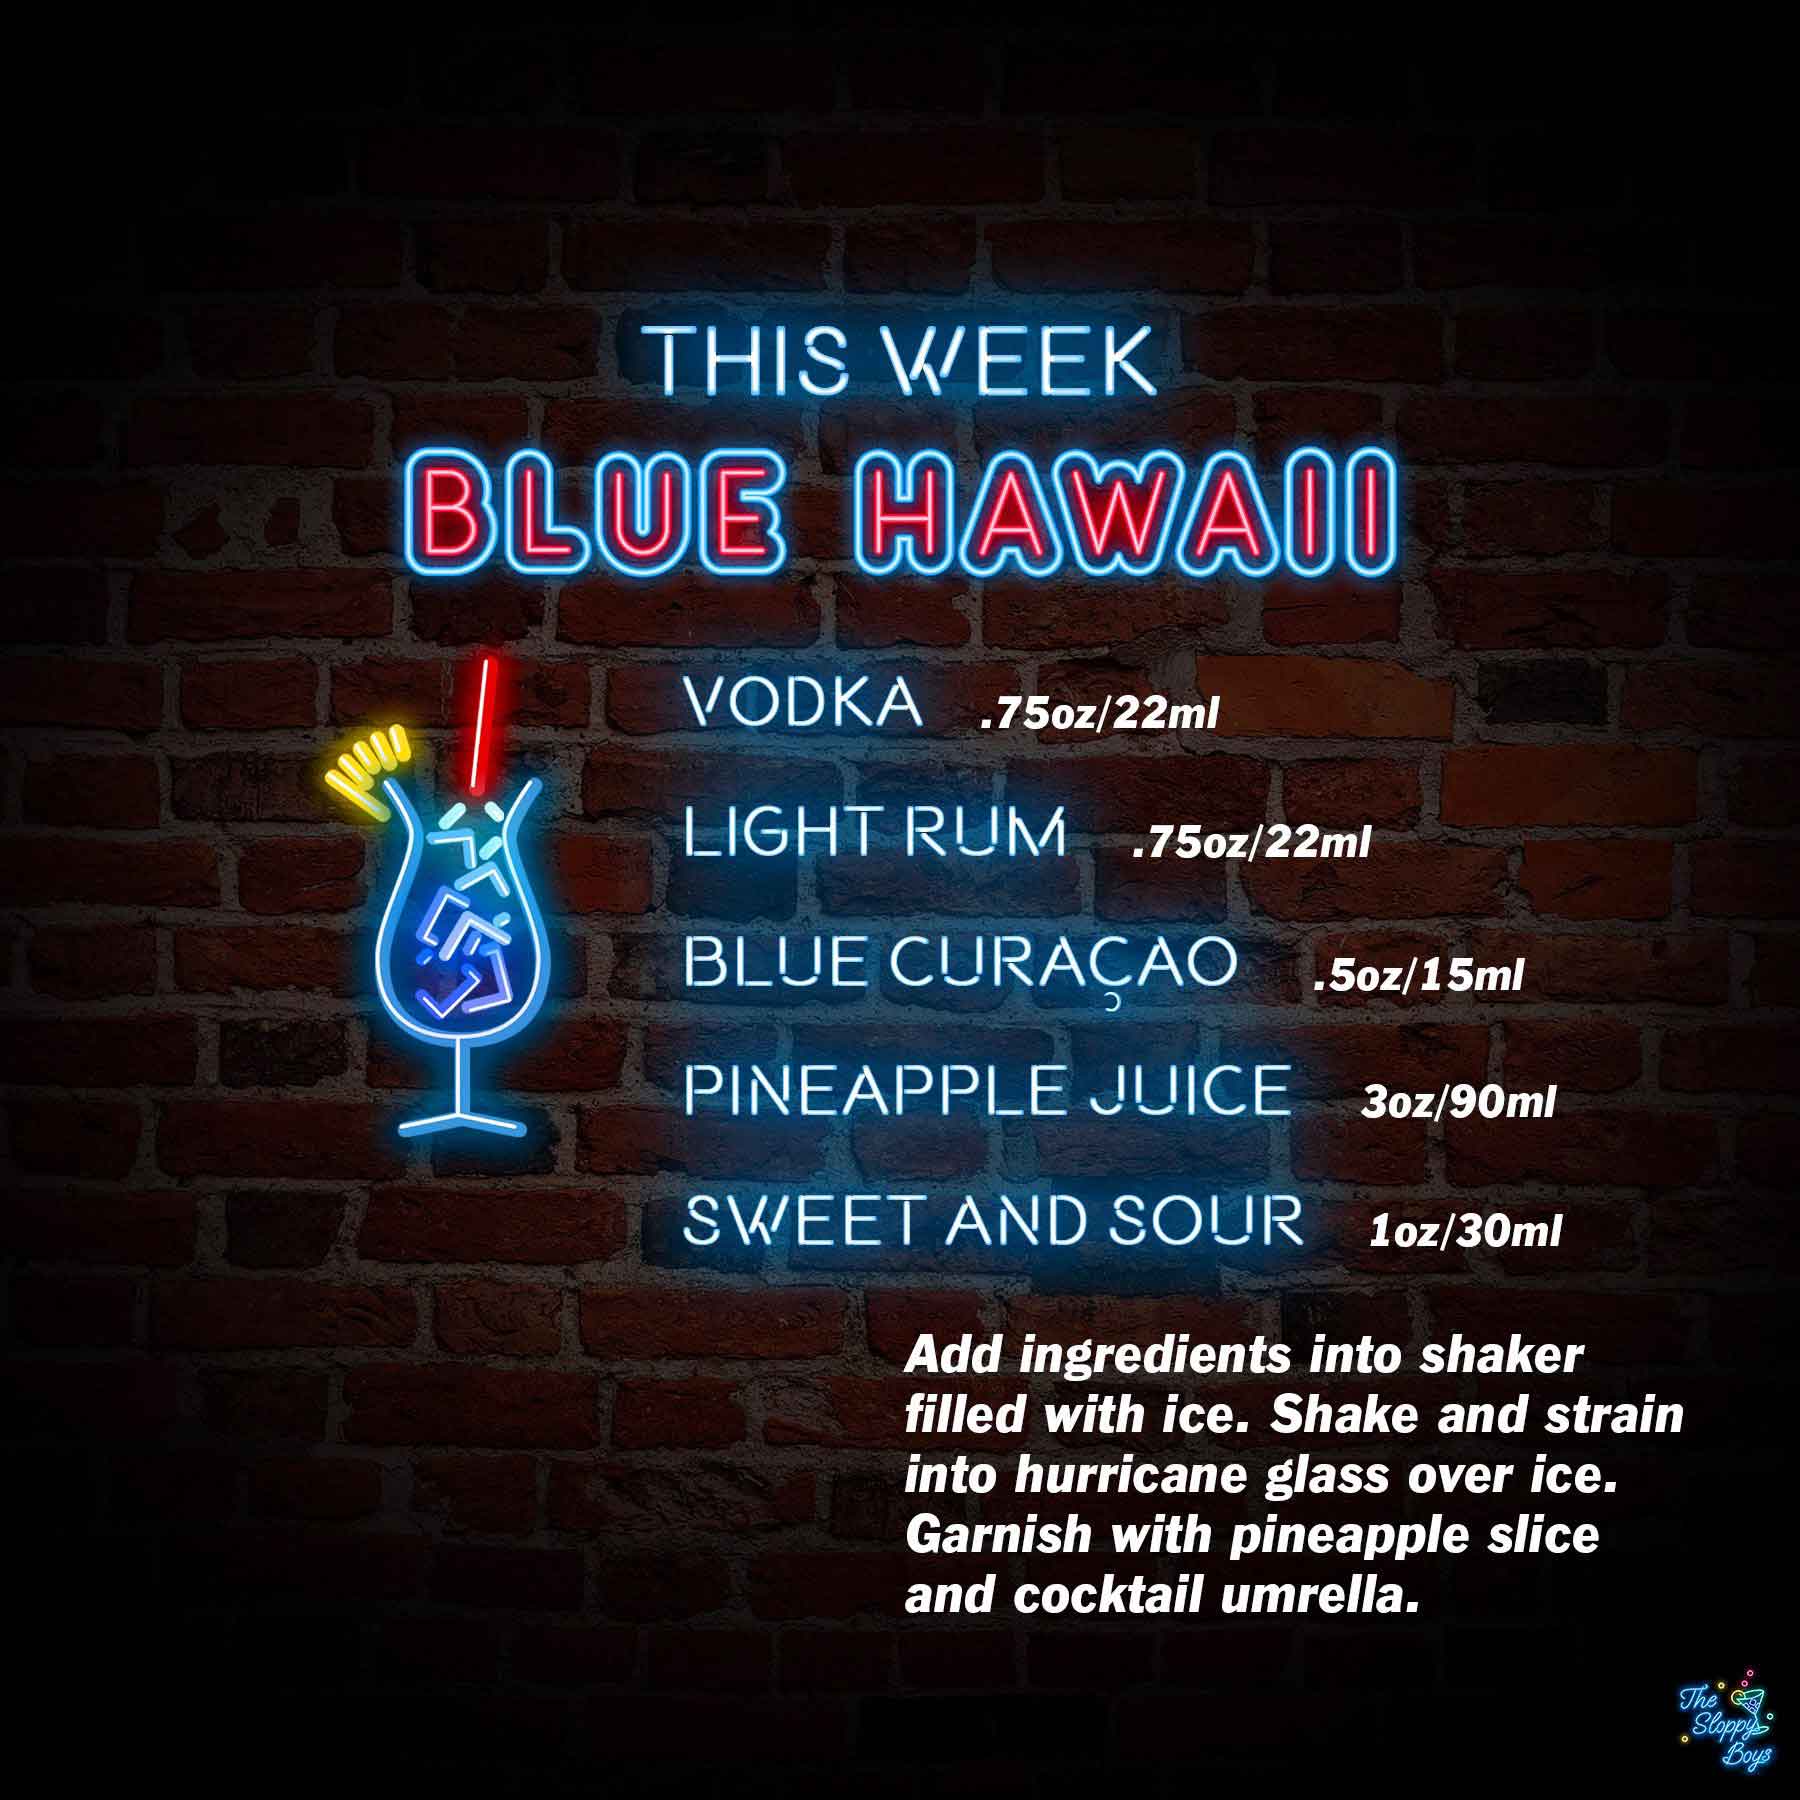 THIS WEEK
BLUE HAWAII
VODKA .75oz/22ml
LIGHT RUM .75oz/22ml
BLUE CURAÇAO .5oz/15ml
PINEAPPLE JUICE 3oz/90ml
SWEET AND SOUR 1oz/30ml
Add ingredients into shaker
filled with ice. Shake and strain
into hurricane glass over ice.
Garnish with pineapple slice
and cocktail umrella.
The
Sloppy
Boys